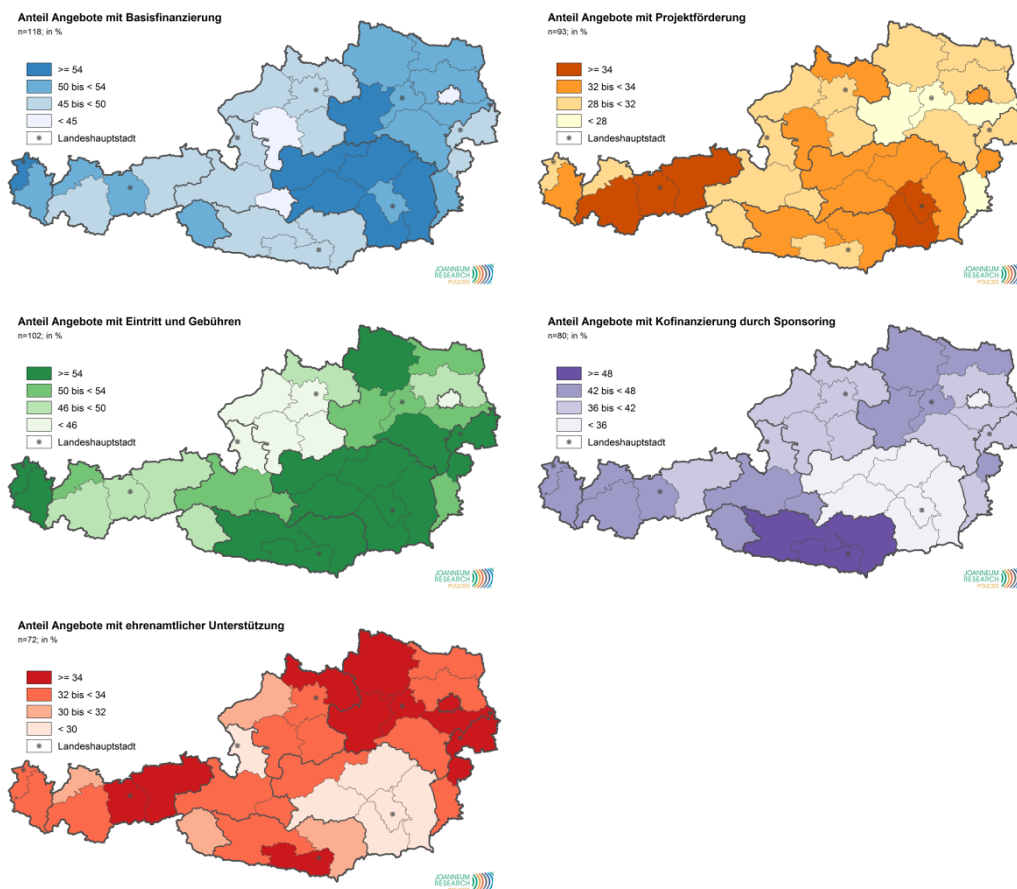 Anteil Angebote mit Basisfinanzierung
n=118; in %
>= 54
50 bis < 54
45 bis < 50
< 45
Landeshauptstadt
JOANNEUM
RESEARCH
POLICIES
Anteil Angebote mit Projektförderung
n=93; in %
>= 34
32 bis < 34
28 bis < 32
< 28
Landeshauptstadt
JOANNEUM
RESEARCH
POLICIES
Anteil Angebote mit Eintritt und Gebühren
n=102; in %
>= 54
50 bis < 54
46 bis < 50
< 46
Landeshauptstadt
JOANNEUM
RESEARCH
POLICIES
Anteil Angebote mit Kofinanzierung durch Sponsoring
n=80; in %
>= 48
42 bis < 48
36 bis < 42
< 36
Landeshauptstadt
JOANNEUM
RESEARCH
POLICIES
Anteil Angebote mit ehrenamtlicher Unterstützung
n=72; in %
>= 34
32 bis < 34
30 bis < 32
< 30
Landeshauptstadt
JOANNEUM
RESEARCH
POLICIES